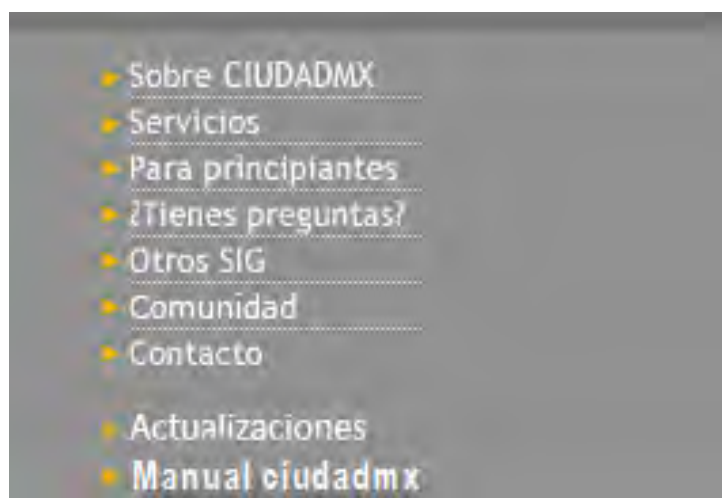 Sobre CIUDADMX
Servicios
Para principiantes
¿Tienes preguntas?
Otros SIG
Comunidad
Contacto
Actualizaciones
Manual ciudadmx